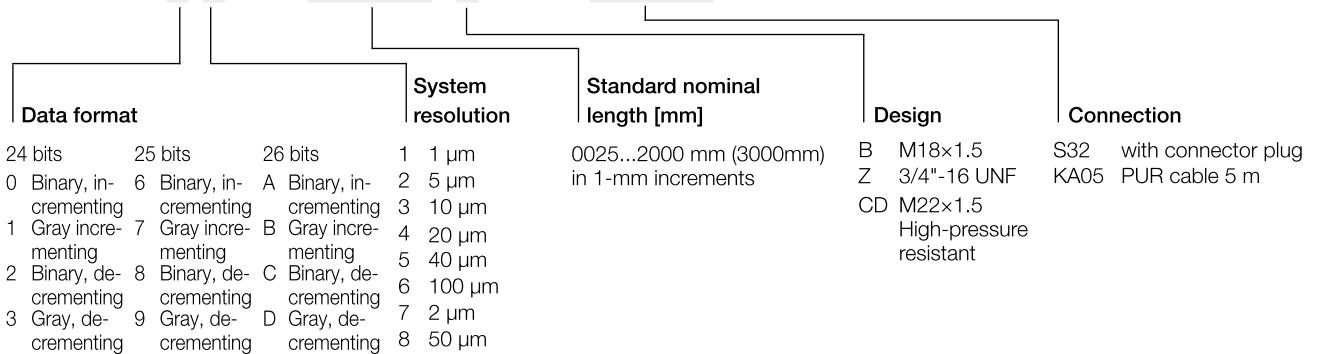 Data format
24 bits
0 Binary, in-
crementing
1 Gray incre-
menting
2 Binary, de-
crementing
3 Gray, de-
crementing
25 bits
6 Binary, in-
crementing
7 Gray incre-
menting
8 Binary, de-
crementing
9 Gray, de-
crementing
26 bits
A Binary, in-
crementing
B Gray incre-
menting
C Binary, de-
crementing
D Gray, de-
crementing
System
resolution
1 1 µm
2 5 µm
3 10 µm
4 20 µm
5 40 µm
6 100 µm
7 2 µm
8 50 µm
Standard nominal
length [mm]
0025...2000 mm (3000mm)
in 1-mm increments
Design
B M18×1.5
Z 3/4"-16 UNF
CD M22×1.5
High-pressure
resistant
Connection
S32 with connector plug
KA05 PUR cable 5 m